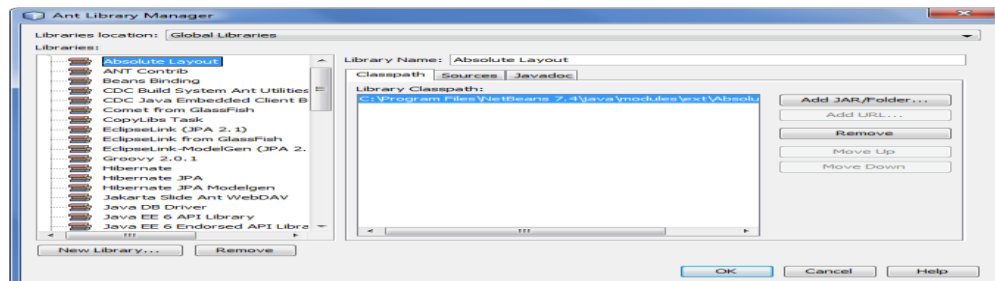 Ant Library Manager
Libraries location: Global Libraries
Libraries:
Absolute Layout
ANT Contrib
Beans Binding
CDC Build System Ant Utilities
CDC Java Embedded Client B
Comet from GlassFish
CopyLibs Task
EclipseLink (JPA 2.1)
EclipseLink from GlassFish
EclipseLink-ModelGen (JPA 2.
Groovy 2.0.1
Hibernate
Hibernate JPA
Hibernate JPA Modelgen
Jakarta Slide Ant WebDAV
Java DB Driver
Java EE 6 API Library
Java EE 6 Endorsed API Libra
New Library... Remove
Library Name: Absolute Layout
Classpath Sources Javadoc
Library Classpath:
C:\Program Files\NetBeans 7.4\java\modules\ext\Absolu
Add JAR/Folder...
Add URL...
Remove
Move Up
Move Down
OK Cancel Help